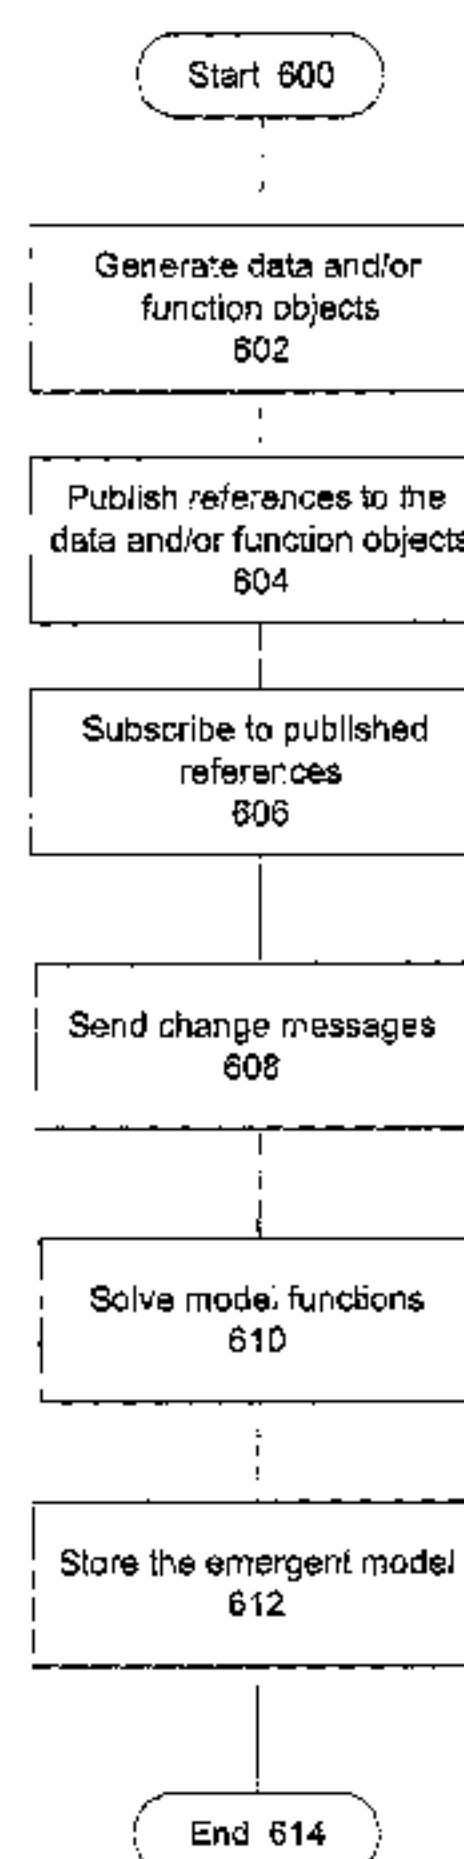 Start 600
Generate data and/or
function objects
602
Publish references to the
data and/or function objects
604
Subscribe to published
references
606
Send change messages
608
Solve model functions
610
Store the emergent model
612
End 614